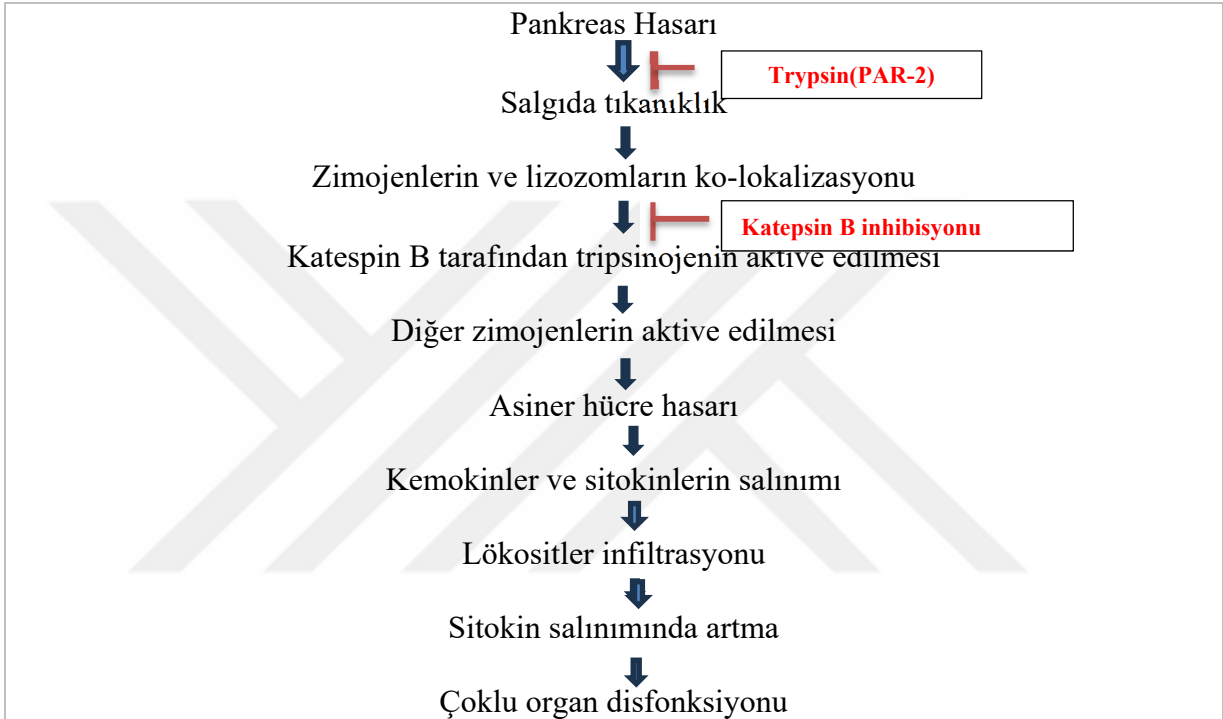 Pankreas Hasarı
Trypsin(PAR-2)
Salgıda tıkanıklık
Zimojenlerin ve lizozomların ko-lokalizasyonu
Katepsin B inhibisyonu
Katespin B tarafından tripsinojenin aktive edilmesi
Diğer zimojenlerin aktive edilmesi
Asiner hücre hasarı
Kemokinler ve sitokinlerin salınımı
Lökositler infiltrasyonu
Sitokin salınımında artma
Çoklu organ disfonksiyonu